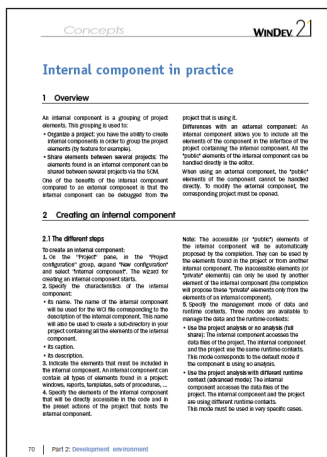 Concepts
WINDEV 21
Internal component in practice
1 Overview
An internal component is a grouping of project
elements. This grouping is used to:
• Organize a project: you have the ability to create
internal components in order to group the project
elements (by feature for example).
• Share elements between several projects: The
elements found in an internal component can be
shared between several projects via the SCM.
One of the benefits of the internal component
compared to an external component is that the
internal component can be debugged from the
project that is using it.
Differences with an external component: An
internal component allows you to include all the
elements of the component in the interface of the
project containing the internal component. All the
"public" elements of the internal component can be
handled directly in the editor.
When using an external component, the "public"
elements of the component cannot be handled
directly. To modify the external component, the
corresponding project must be opened.
2 Creating an internal component
2.1 The different steps
To create an internal component:
1. On the "Project" pane, in the "Project
configuration" group, expand "New configuration"
and select "Internal component". The wizard for
creating an internal component starts.
2. Specify the characteristics of the internal
component:
• its name. The name of the internal component
will be used for the WCI file corresponding to the
description of the internal component. This name
will also be used to create a sub-directory in your
project containing all the elements of the internal
component.
• its caption.
• its description.
3. Indicate the elements that must be included in
the internal component. An internal component can
contain all types of elements found in a project:
windows, reports, templates, sets of procedures, ...
4. Specify the elements of the internal component
that will be directly accessible in the code and in
the preset actions of the project that hosts the
internal component.
Note: The accessible (or "public") elements of
the internal component will be automatically
proposed by the completion. They can be used by
the elements found in the project or from another
internal component. The inaccessible elements (or
"private" elements) can only be used by another
element of the internal component (the completion
will propose these "private" elements only from the
elements of an internal component).
5. Specify the management mode of data and
runtime contexts. Three modes are available to
manage the data and the runtime contexts:
• Use the project analysis or no analysis (full
share): The internal component accesses the
data files of the project. The internal component
and the project use the same runtime contexts.
This mode corresponds to the default mode if
the component is using no analysis.
• Use the project analysis with different runtime
context (advanced mode): The internal
component accesses the data files of the
project. The internal component and the project
are using different runtime contexts.
This mode must be used in very specific cases.
70 Part 2: Development environment